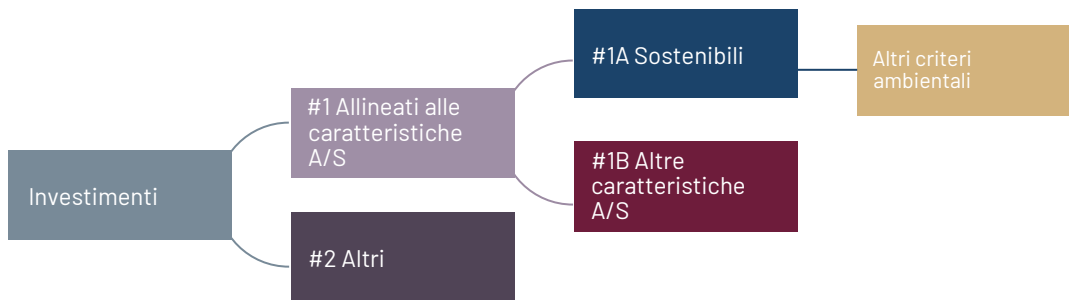 Investimenti
#1 Allineati alle
caratteristiche
A/S
#2 Altri
#1A Sostenibili
#1B Altre
caratteristiche
A/S
Altri criteri
ambientali